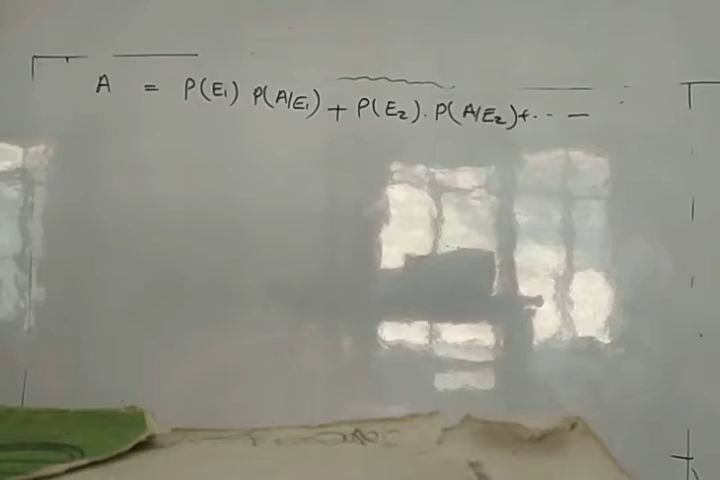 A = P(E₁) P(A/E₁) + P(E₂). P(A/E₂)+... —